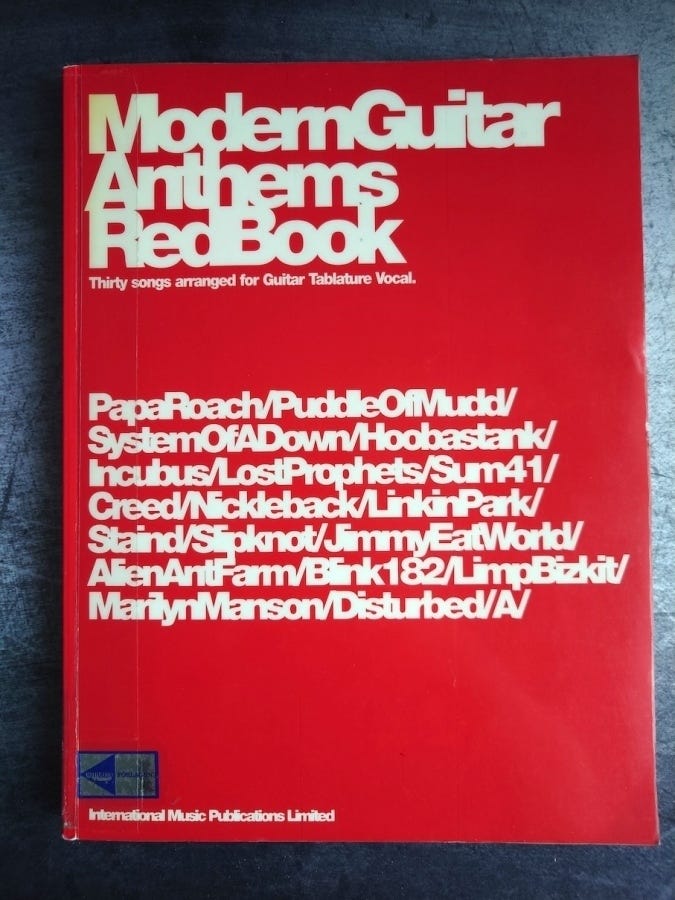 ModernGuitar
Anthems
RedBook
Thirty songs arranged for Guitar Tablature Vocal.
PapaRoach/PuddleOfMudd/
SystemOfADown/Hoobastank/
Incubus/LostProphets/Sum41/
Creed/Nickleback/LinkinPark/
Staind/Slipknot/JimmyEatWorld/
AlienAntFarm/Blink182/LimpBizkit/
MarilynManson/Disturbed/A/
International Music Publications Limited